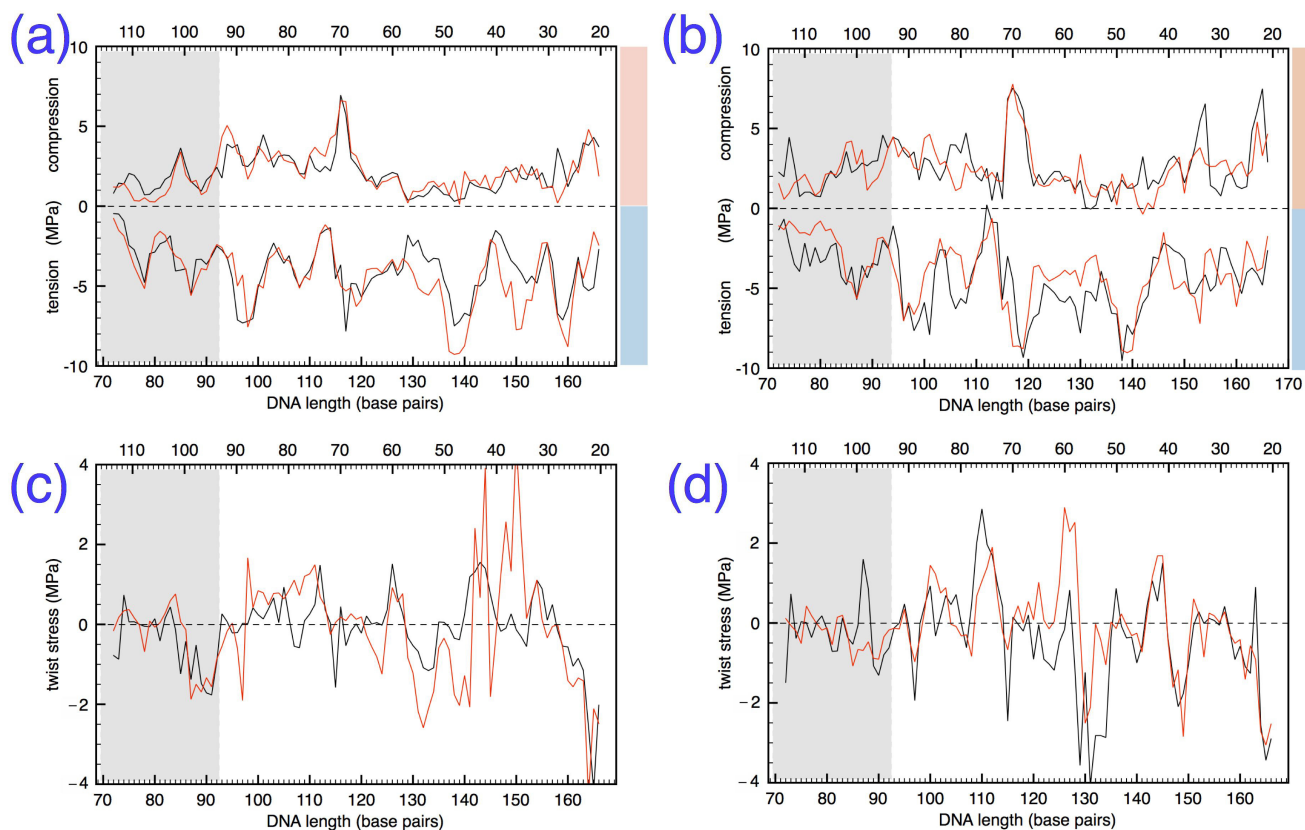 (a)
110 100 90 80 70 60 50 40 30 20
10
5
0
-5
-10
compression
(MPa)
tension
70 80 90 100 110 120 130 140 150 160
DNA length (base pairs)
(b)
110 100 90 80 70 60 50 40 30 20
10
5
0
-5
-10
compression
(MPa)
tension
70 80 90 100 110 120 130 140 150 160 170
DNA length (base pairs)
(c)
110 100 90 80 70 60 50 40 30 20
4
2
0
-2
-4
twist stress (MPa)
70 80 90 100 110 120 130 140 150 160
DNA length (base pairs)
(d)
110 100 90 80 70 60 50 40 30 20
4
2
0
-2
-4
twist stress (MPa)
70 80 90 100 110 120 130 140 150 160
DNA length (base pairs)